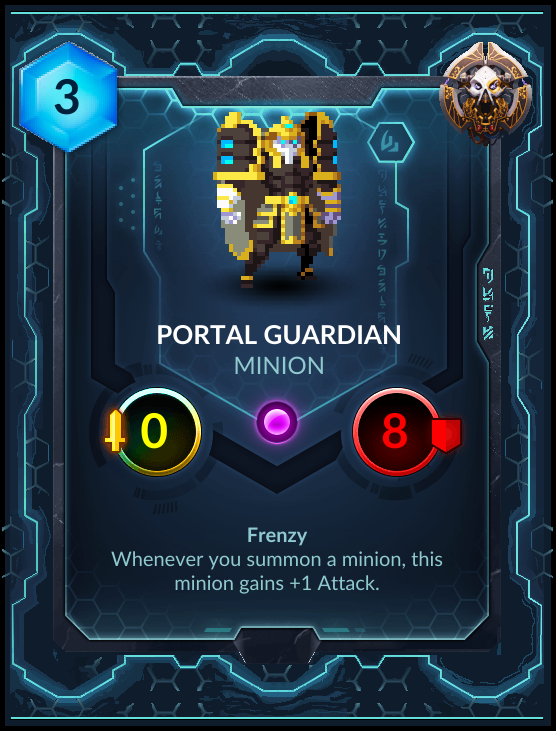 3
PORTAL GUARDIAN
MINION
0
8
Frenzy
Whenever you summon a minion, this
minion gains +1 Attack.